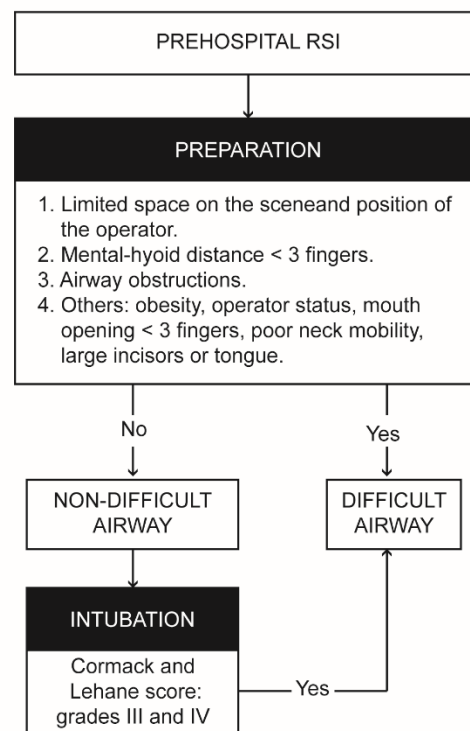 PREHOSPITAL RSI
PREPARATION
1. Limited space on the sceneand position of
the operator.
2. Mental-hyoid distance < 3 fingers.
3. Airway obstructions.
4. Others: obesity, operator status, mouth
opening < 3 fingers, poor neck mobility,
large incisors or tongue.
No
Yes
NON-DIFFICULT
AIRWAY
DIFFICULT
AIRWAY
INTUBATION
Cormack and
Lehane score:
grades III and IV
Yes